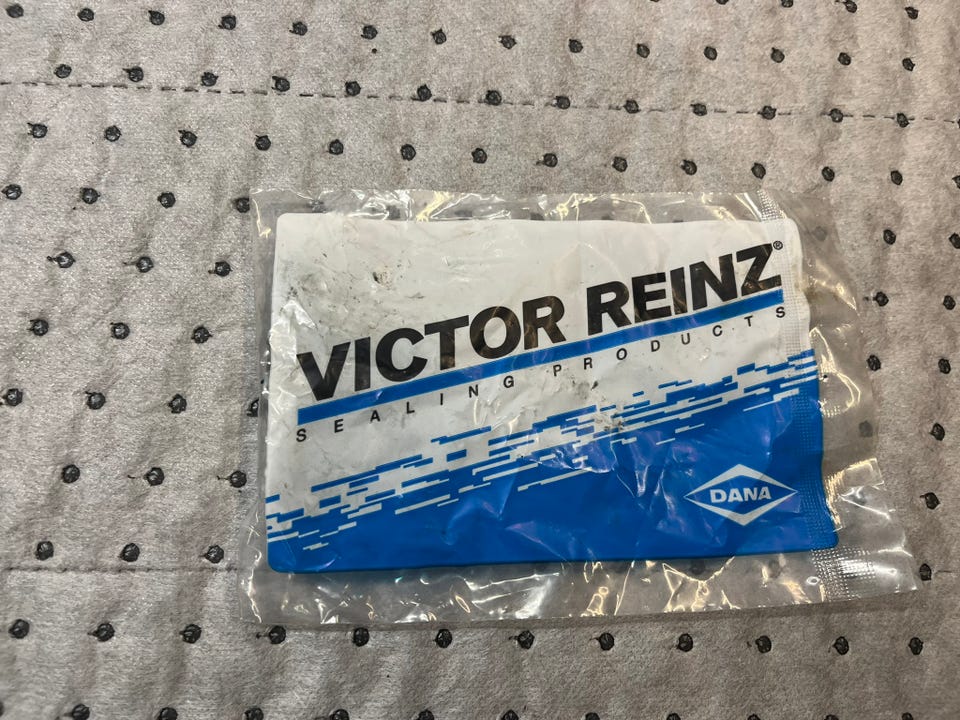 VICTOR REINZ®
SEALING PRODUCTS
DANA